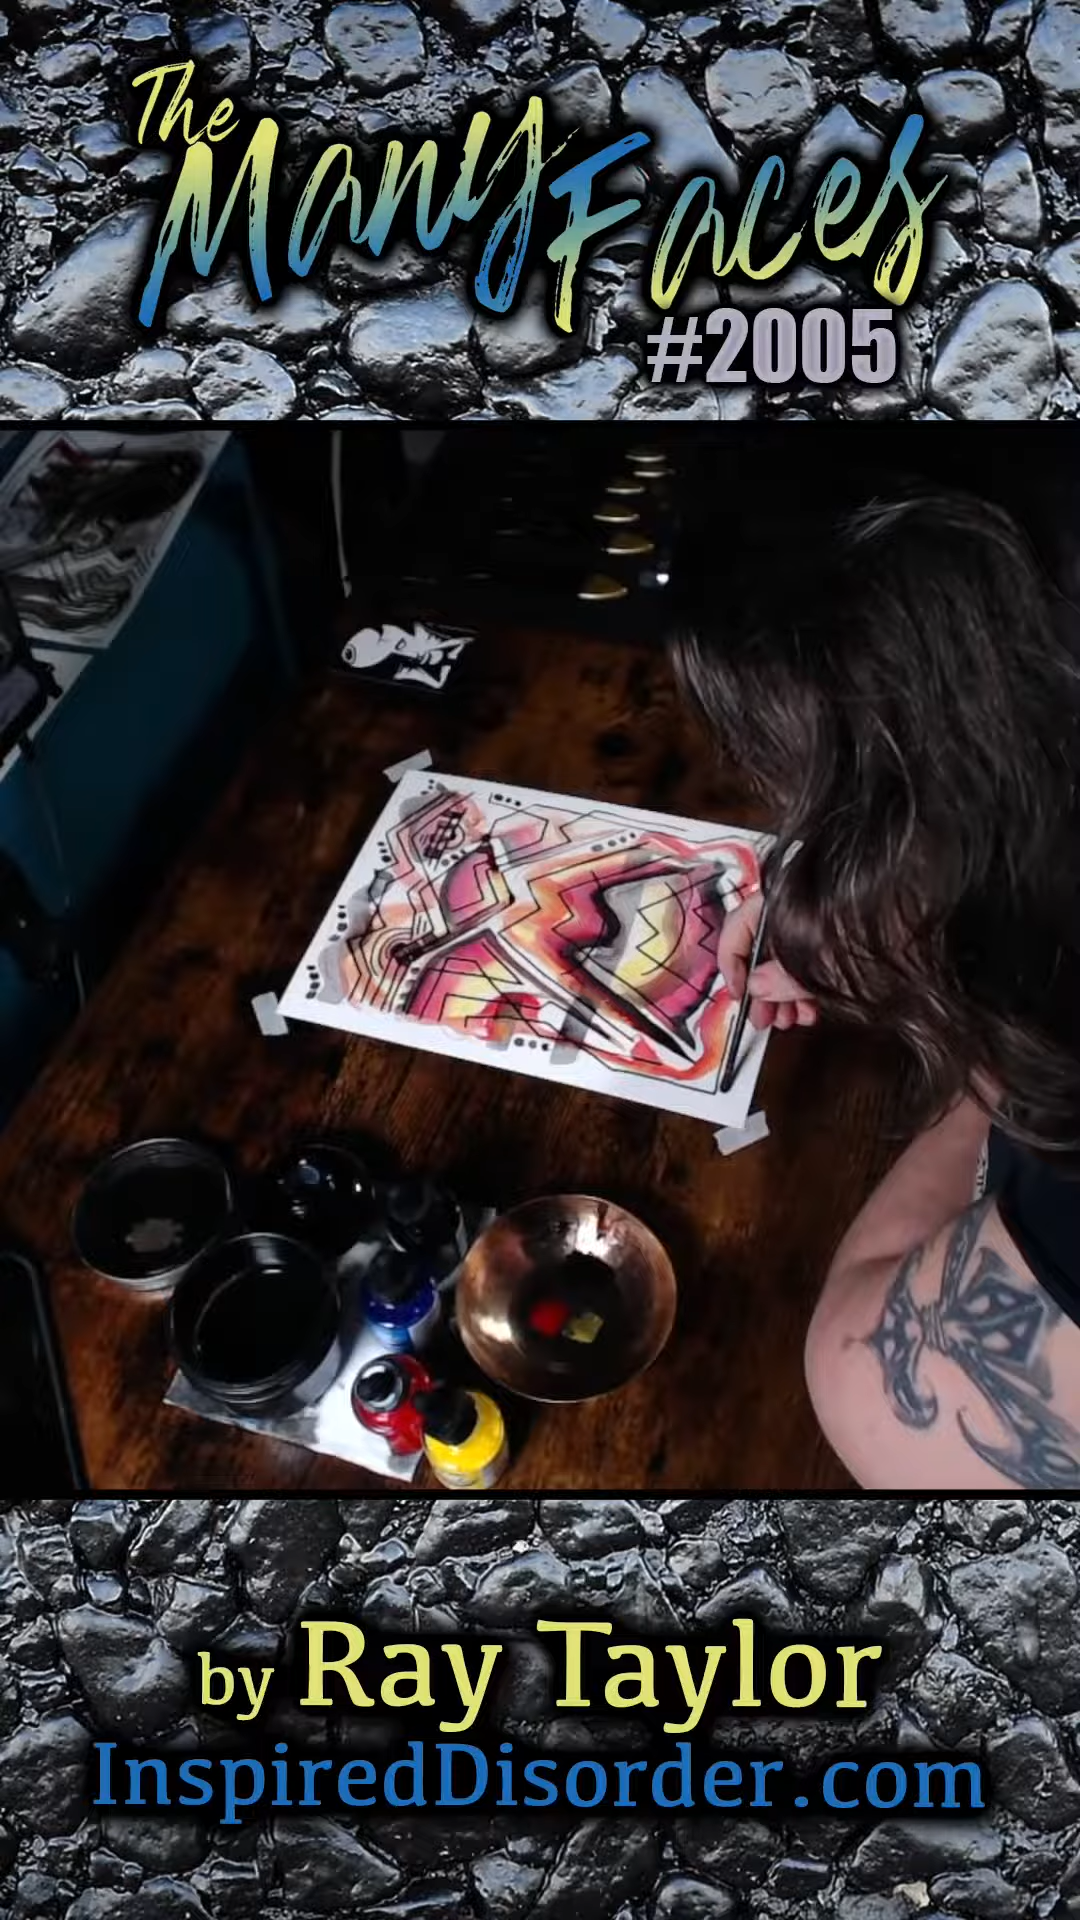 The
Many Faces
#2005
by Ray Taylor
InspiredDisorder.com